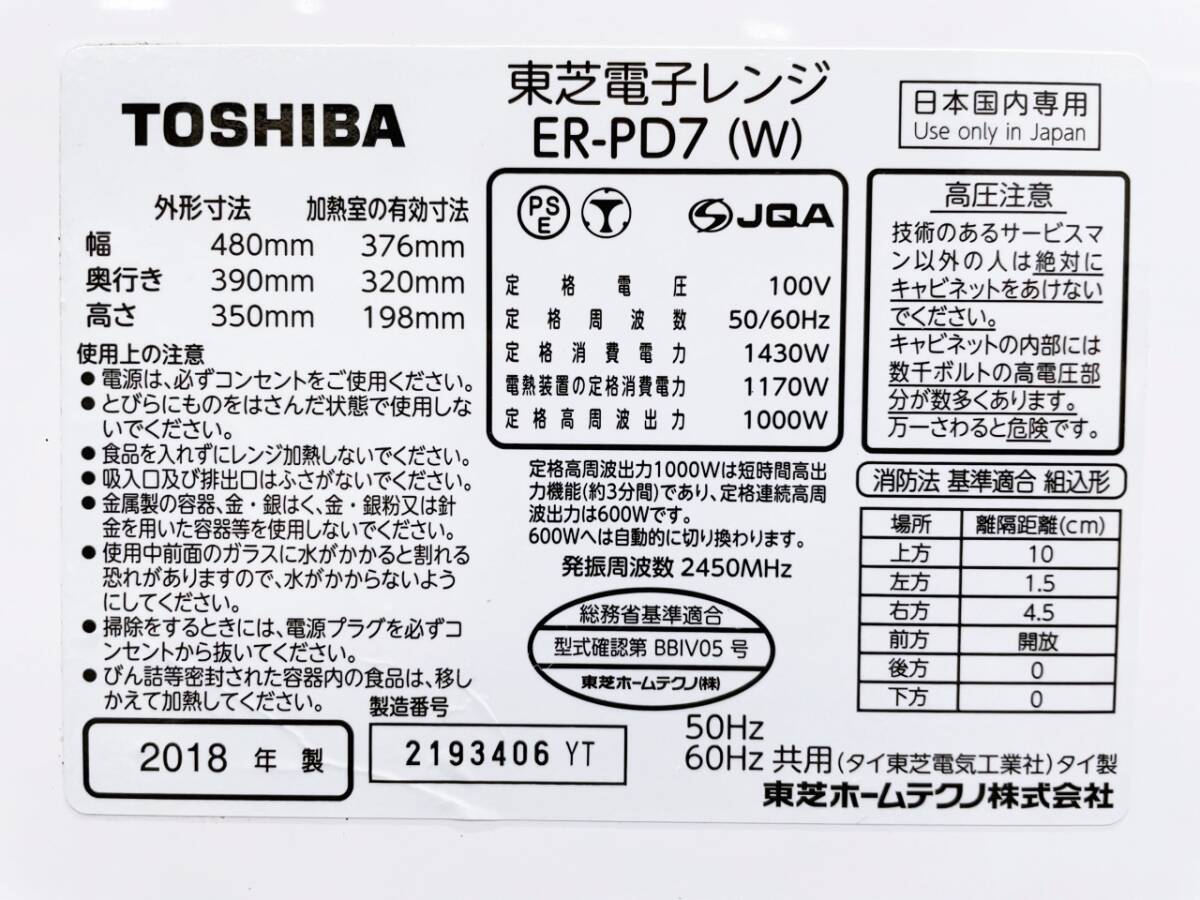 TOSHIBA
東芝電子レンジ
ER-PD7 (W)
日本国内専用
Use only in Japan
外形寸法 加熱室の有効寸法
幅 480mm 376mm
奥行き 390mm 320mm
高さ 350mm 198mm
使用上の注意
●電源は、必ずコンセントをご使用ください。
●とびらにものをはさんだ状態で使用しな
いでください。
●食品を入れずにレンジ加熱しないでください。
●吸入口及び排出口はふさがないでください。
●金属製の容器、金・銀はく、金・銀粉又は針
金を用いた容器等を使用しないでください。
●使用中前面のガラスに水がかかると割れる
恐れがありますので、水がかからないよう
にしてください。
●掃除をするときには、電源プラグを必ずコ
ンセントから抜いてください。
●びん詰等密封された容器内の食品は、移し
かえて加熱してください。
PS
E
JQA
定格電圧 100V
定格周波数 50/60Hz
定格消費電力 1430W
電熱装置の定格消費電力 1170W
定格高周波出力 1000W
定格高周波出力1000Wは短時間高出
力機能(約3分間)であり、定格連続高周
波出力は600Wです。
600Wへは自動的に切り換わります。
発振周波数 2450MHz
総務省基準適合
型式確認第 BBIV05 号
東芝ホームテクノ(株)
高圧注意
技術のあるサービスマ
ン以外の人は絶対に
キャビネットをあけない
でください。
キャビネットの内部には
数千ボルトの高電圧部
分が数多くあります。
万一さわると危険です。
消防法 基準適合 組込形
場所 離隔距離(cm)
上方 10
左方 1.5
右方 4.5
前方 開放
後方 0
下方 0
2018 年 製
製造番号
2193406 YT
50Hz
60Hz 共用 (タイ東芝電気工業社)タイ製
東芝ホームテクノ株式会社